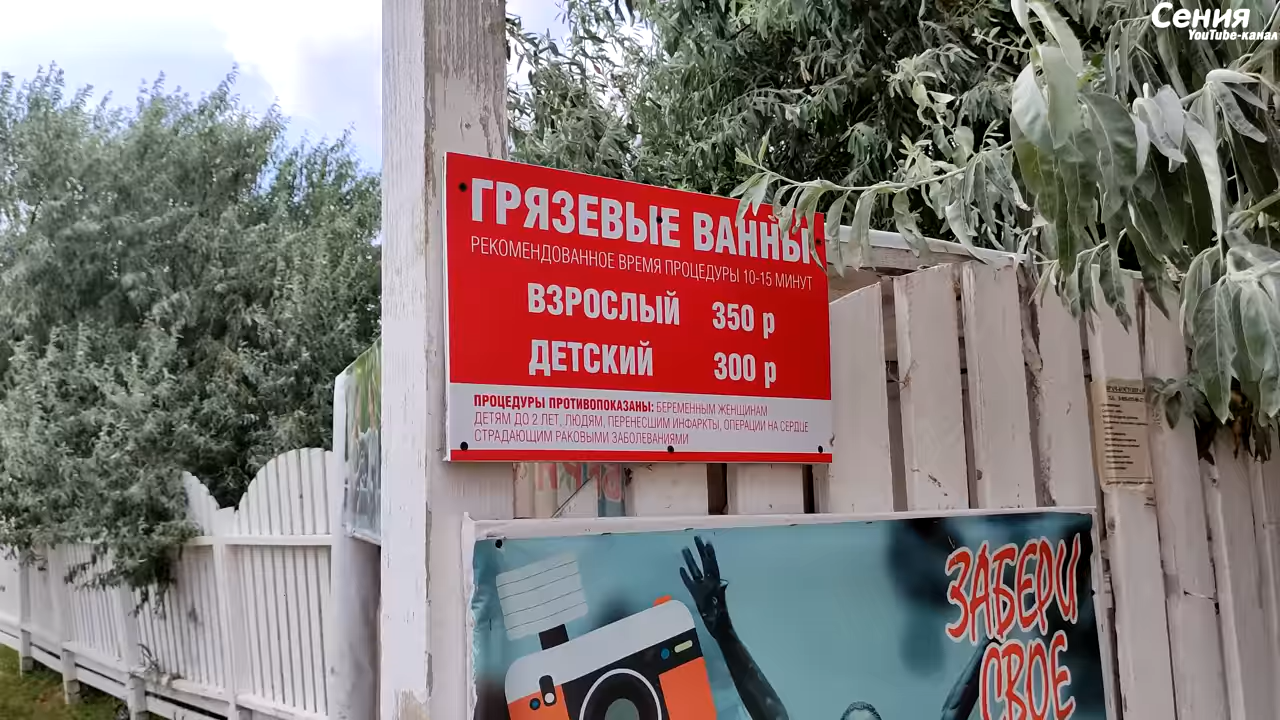 Сения
YouTube-канал
ГРЯЗЕВЫЕ ВАННЫ
РЕКОМЕНДОВАННОЕ ВРЕМЯ ПРОЦЕДУРЫ 10-15 МИНУТ
ВЗРОСЛЫЙ 350 р
ДЕТСКИЙ 300 р
ПРОЦЕДУРЫ ПРОТИВОПОКАЗАНЫ: БЕРЕМЕННЫМ ЖЕНЩИНАМ
ДЕТЯМ ДО 2 ЛЕТ, ЛЮДЯМ, ПЕРЕНЕСШИМ ИНФАРКТЫ, ОПЕРАЦИИ НА СЕРДЦЕ
СТРАДАЮЩИМ РАКОВЫМИ ЗАБОЛЕВАНИЯМИ
ЗАБЕРИ
СВОЕ